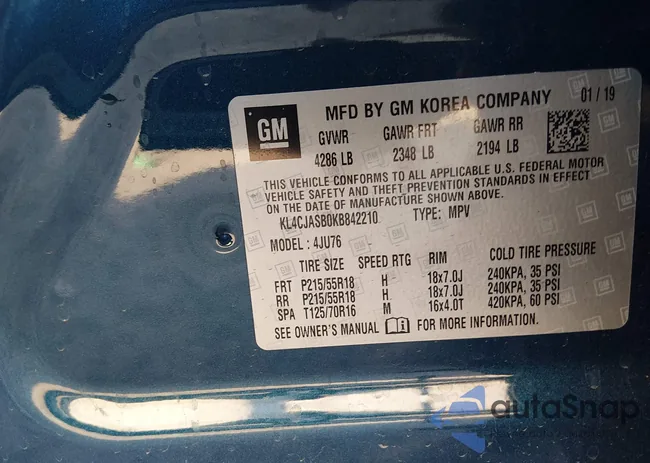 GM
MFD BY GM KOREA COMPANY 01 / 19
GVWR GAWR FRT GAWR RR
4286 LB 2348 LB 2194 LB
THIS VEHICLE CONFORMS TO ALL APPLICABLE U.S. FEDERAL MOTOR
VEHICLE SAFETY AND THEFT PREVENTION STANDARDS IN EFFECT
ON THE DATE OF MANUFACTURE SHOWN ABOVE.
KL4CJASB0KB842210 TYPE: MPV
MODEL : 4JU76
TIRE SIZE SPEED RTG RIM COLD TIRE PRESSURE
FRT P215/55R18 H 18x7.0J 240KPA, 35 PSI
RR P215/55R18 H 18x7.0J 240KPA, 35 PSI
SPA T125/70R16 M 16x4.0T 420KPA, 60 PSI
SEE OWNER'S MANUAL FOR MORE INFORMATION.
autoSnap